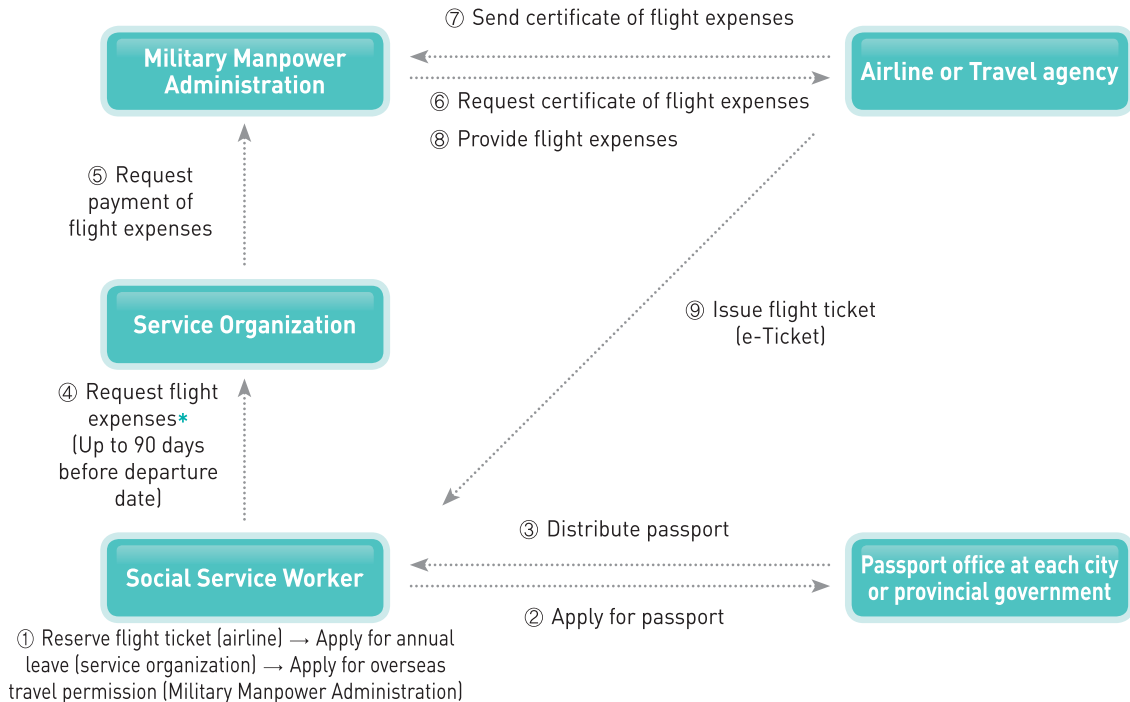 ⑦ Send certificate of flight expenses
Military Manpower
Administration
Airline or Travel agency
⑥ Request certificate of flight expenses
⑧ Provide flight expenses
⑤ Request
payment of
flight expenses
Service Organization
⑨ Issue flight ticket
(e-Ticket)
④ Request flight
expenses*
(Up to 90 days
before departure
date)
③ Distribute passport
Social Service Worker
Passport office at each city
or provincial government
② Apply for passport
① Reserve flight ticket (airline) → Apply for annual
leave (service organization) → Apply for overseas
travel permission (Military Manpower Administration)